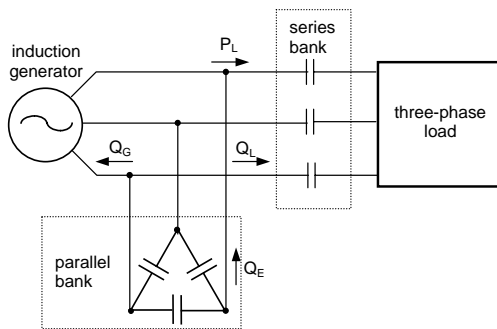 series
bank
P_L
induction
generator
three-phase
load
Q_G
Q_L
parallel
bank
Q_E